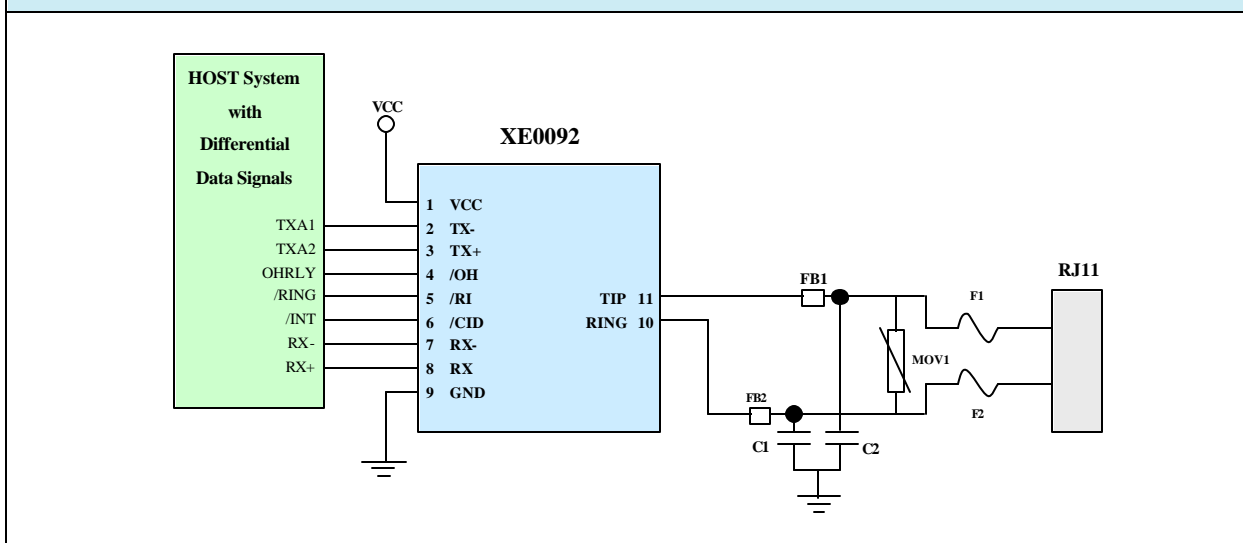 HOST System
with
Differential
Data Signals
TXA1
TXA2
OHRLY
/RING
/INT
RX-
RX+
VCC
XE0092
1 VCC
2 TX-
3 TX+
4 /OH
5 /RI
6 /CID
7 RX-
8 RX
9 GND
TIP 11
RING 10
FB1
FB2
C1
C2
MOV1
F1
F2
RJ11